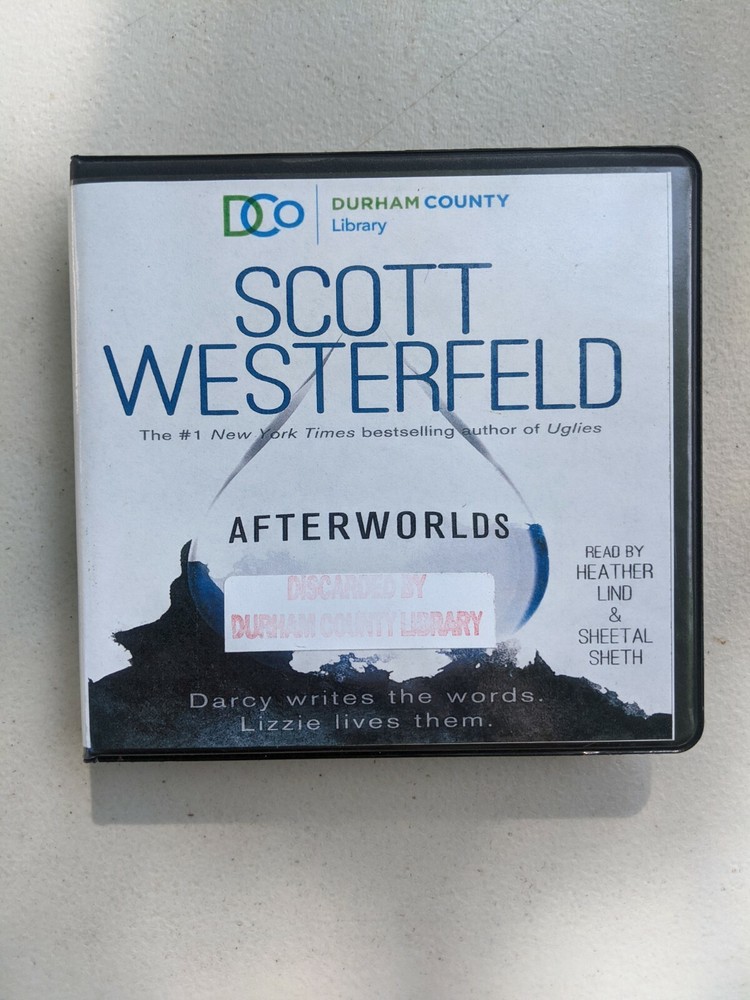 DCo DURHAM COUNTY
Library
SCOTT
WESTERFELD
The #1 New York Times bestselling author of Uglies
AFTERWORLDS
DISCARDED BY
DURHAM COUNTY LIBRARY
READ BY
HEATHER
LIND
&
SHEETAL
SHETH
Darcy writes the words.
Lizzie lives them.